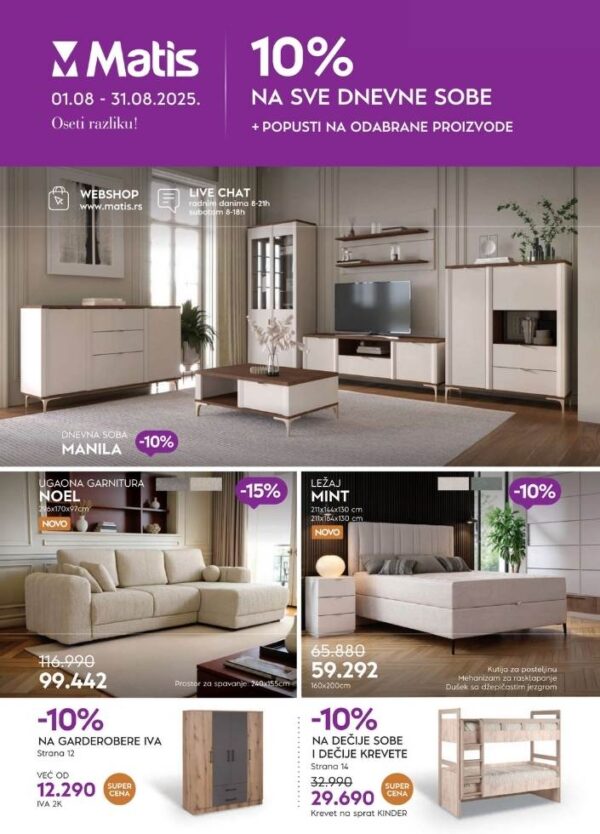 Matis
01.08 - 31.08.2025.
Oseti razliku!
10%
NA SVE DNEVNE SOBE
+ POPUSTI NA ODABRANE PROIZVODE
WEBSHOP
www.matis.rs
LIVE CHAT
radnim danima 8-21h
subotom 8-18h
DNEVNA SOBA
MANILA
-10%
UGAONA GARNITURA
NOEL
296x170x97cm
NOVO
-15%
116.990
99.442
Prostor za spavanje: 240x155cm
LEŽAJ
MINT
211x144x130 cm
211x164x130 cm
NOVO
-10%
65.880
59.292
160x200cm
Kutija za posteljinu
Mehanizam za rasklapanje
Dušek sa džepičastim jezgrom
-10%
NA GARDEROBERE IVA
Strana 12
VEĆ OD
12.290
IVA 2K
SUPER
CENA
-10%
NA DEČIJE SOBE
I DEČIJE KREVETE
Strana 14
32.990
29.690
Krevet na sprat KINDER
SUPER
CENA